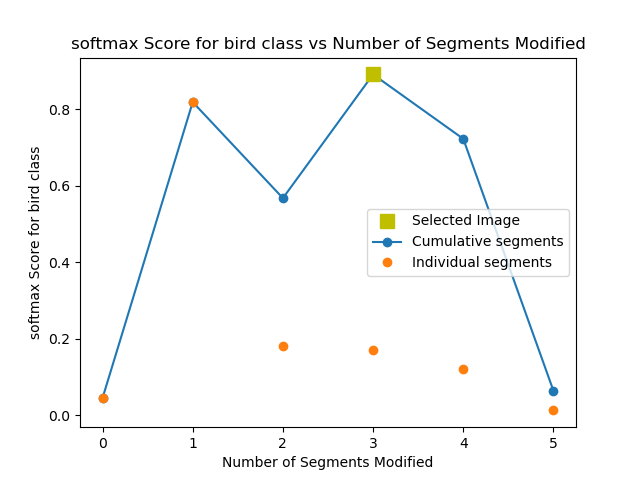 softmax Score for bird class vs Number of Segments Modified
softmax Score for bird class
0.8
0.6
0.4
0.2
0.0
Selected Image
Cumulative segments
Individual segments
0 1 2 3 4 5
Number of Segments Modified